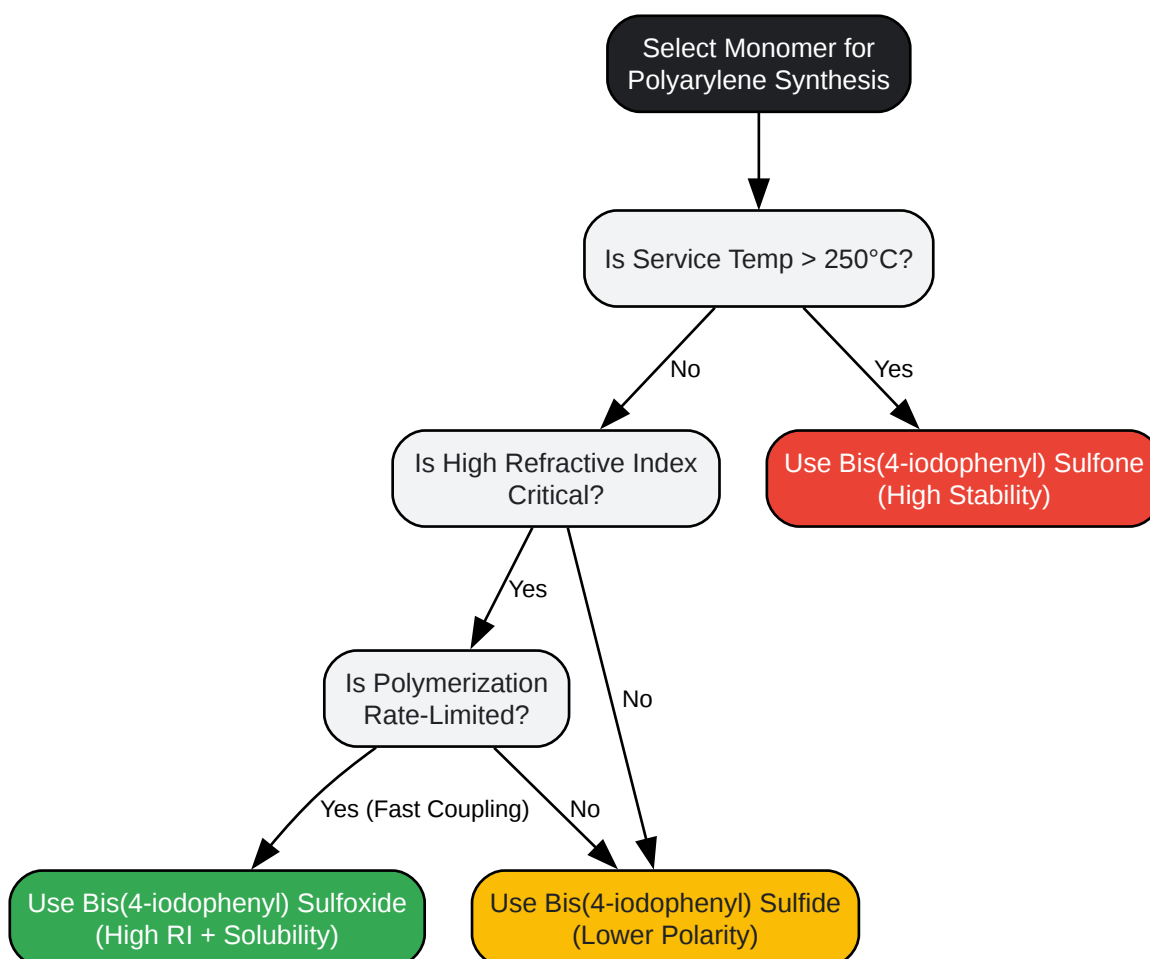 Select Monomer for
Polyarylene Synthesis
Is Service Temp > 250°C?
No
Yes
Is High Refractive Index
Critical?
Use Bis(4-iodophenyl) Sulfone
(High Stability)
Yes
Is Polymerization
Rate-Limited?
No
Yes (Fast Coupling)
No
Use Bis(4-iodophenyl) Sulfoxide
(High RI + Solubility)
Use Bis(4-iodophenyl) Sulfide
(Lower Polarity)